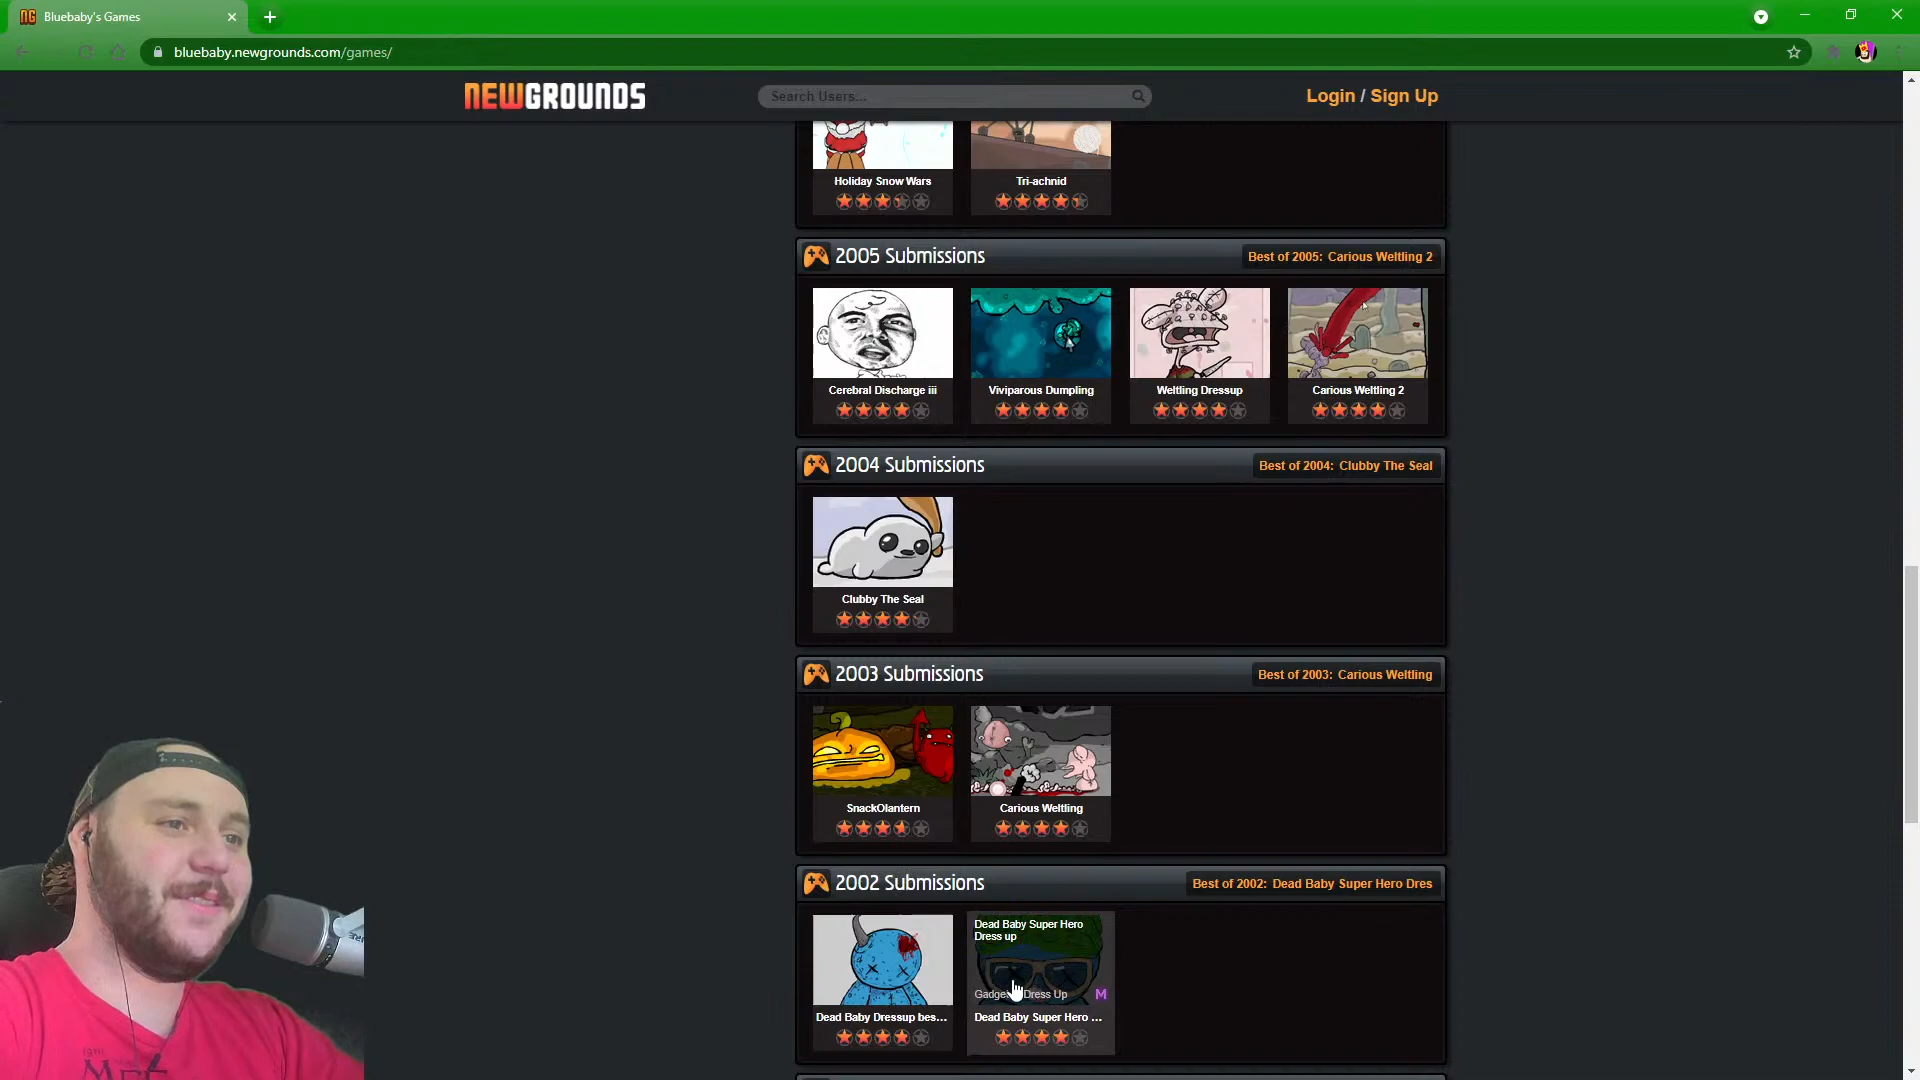 Bluebaby's Games
bluebaby.newgrounds.com/games/
NEWGROUNDS
Search Users...
Login / Sign Up
Holiday Snow Wars
Tri-achnid
2005 Submissions
Best of 2005: Carious Weltling 2
Cerebral Discharge iii
Viviparous Dumpling
Weltling Dressup
Carious Weltling 2
2004 Submissions
Best of 2004: Clubby The Seal
Clubby The Seal
2003 Submissions
Best of 2003: Carious Weltling
SnackOlantern
Carious Weltling
2002 Submissions
Best of 2002: Dead Baby Super Hero Dres
Dead Baby Super Hero
Dress up
Dress Up
M
Dead Baby Dressup bes...
Dead Baby Super Hero ...